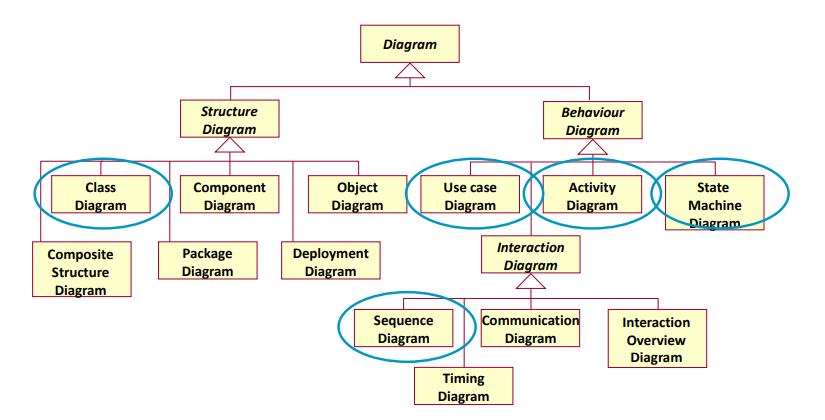 Diagram
Structure
Diagram
Behaviour
Diagram
Class
Diagram
Component
Diagram
Object
Diagram
Use case
Diagram
Activity
Diagram
State
Machine
Diagram
Composite
Structure
Diagram
Package
Diagram
Deployment
Diagram
Interaction
Diagram
Sequence
Diagram
Communication
Diagram
Interaction
Overview
Diagram
Timing
Diagram